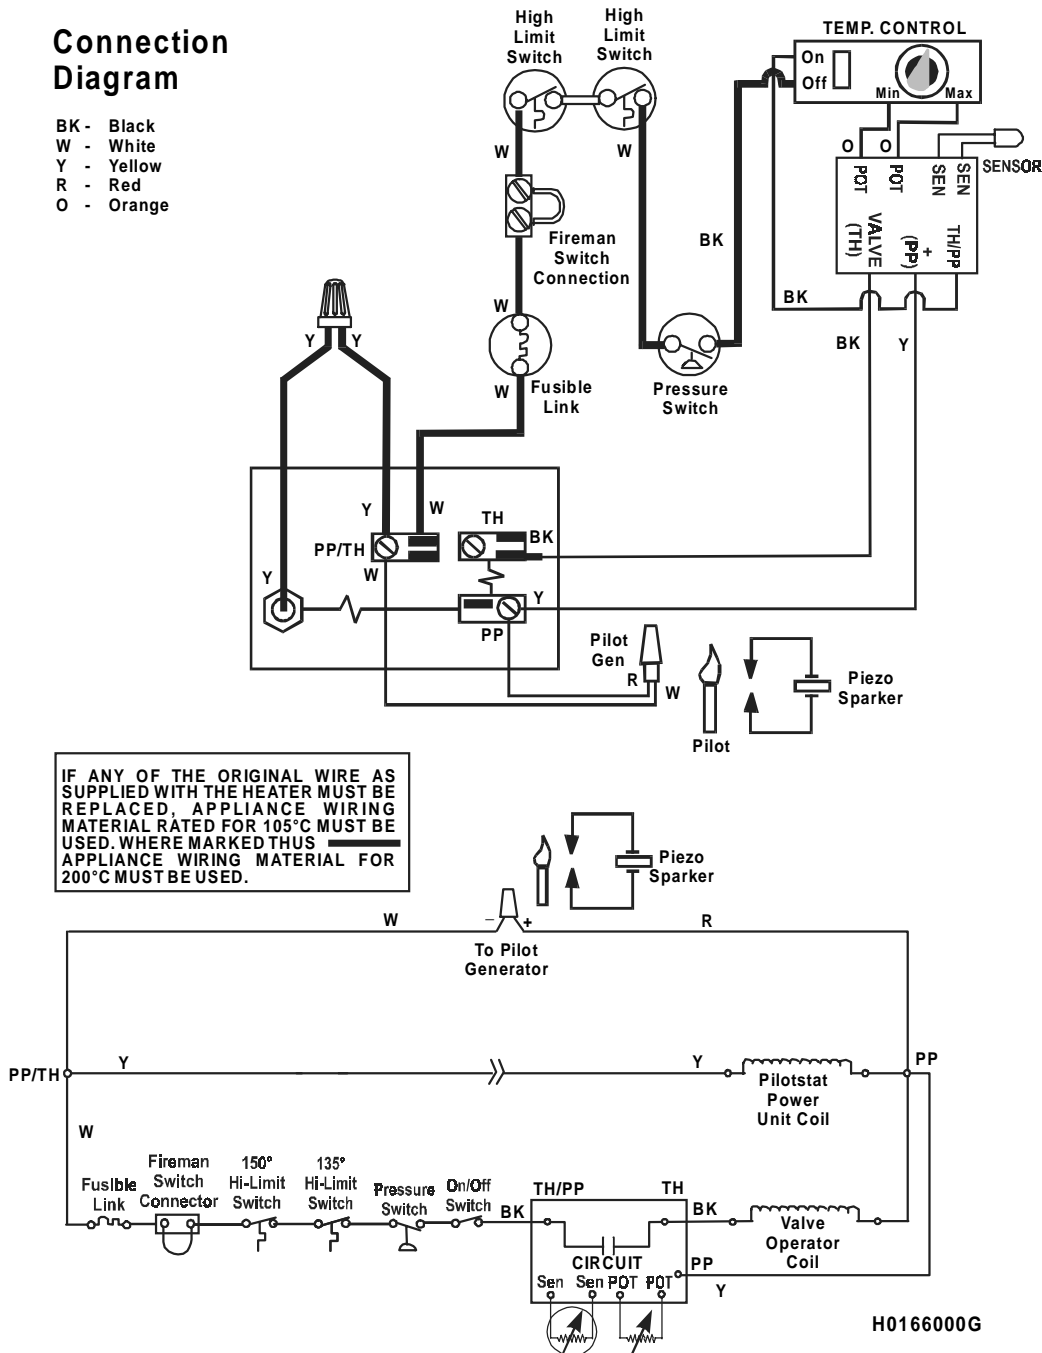 Connection
Diagram
BK - Black
W - White
Y - Yellow
R - Red
O - Orange
High
Limit
Switch
High
Limit
Switch
TEMP. CONTROL
On
Off
Min
Max
W
W
O
O
SENSOR
POT
POT
SEN
SEN
VALVE
(TH)
(PP)
+
TH/PP
Fireman
Switch
Connection
BK
BK
W
BK
Y
Y
Y
W
Fusible
Link
Pressure
Switch
Y
W
TH
BK
PP/TH
W
Y
Y
PP
Pilot
Gen
R
W
Pilot
Piezo
Sparker
IF ANY OF THE ORIGINAL WIRE AS
SUPPLIED WITH THE HEATER MUST BE
REPLACED, APPLIANCE WIRING
MATERIAL RATED FOR 105°C MUST BE
USED. WHERE MARKED THUS
APPLIANCE WIRING MATERIAL FOR
200°C MUST BE USED.
Piezo
Sparker
W
–
+
R
To Pilot
Generator
PP/TH
Y
Y
PP
Pilotstat
Power
Unit Coil
W
Fusible
Link
Fireman
Switch
Connector
150°
Hi-Limit
Switch
135°
Hi-Limit
Switch
Pressure
Switch
On/Off
Switch
BK
TH/PP
TH
BK
Valve
Operator
Coil
CIRCUIT
PP
Y
Sen
Sen
POT
POT
H0166000G